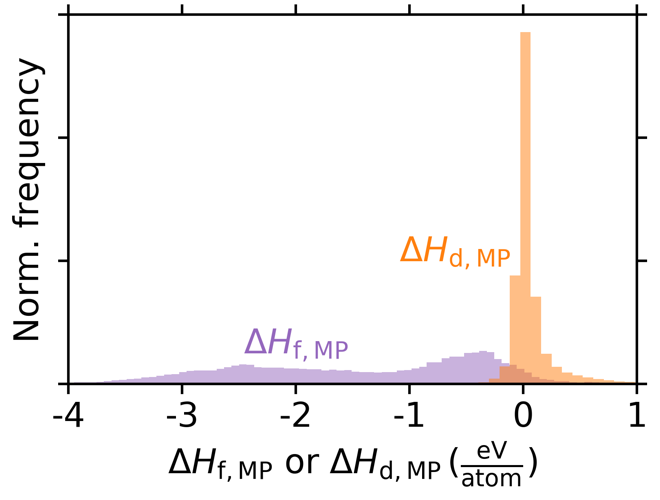 Norm. frequency
ΔH_d, MP
ΔH_f, MP
-4 -3 -2 -1 0 1
ΔH_f, MP or ΔH_d, MP (eV/atom)